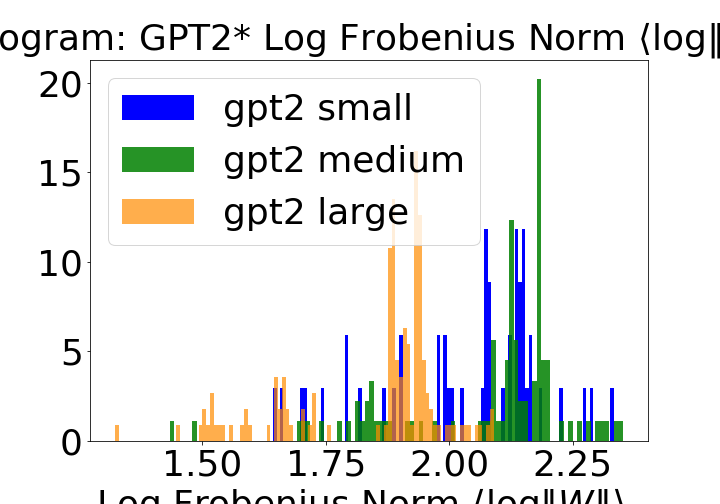 ogram: GPT2* Log Frobenius Norm ⟨log‖
20
15
10
5
0
gpt2 small
gpt2 medium
gpt2 large
1.50 1.75 2.00 2.25
Log Frobenius Norm ⟨log‖W‖⟩